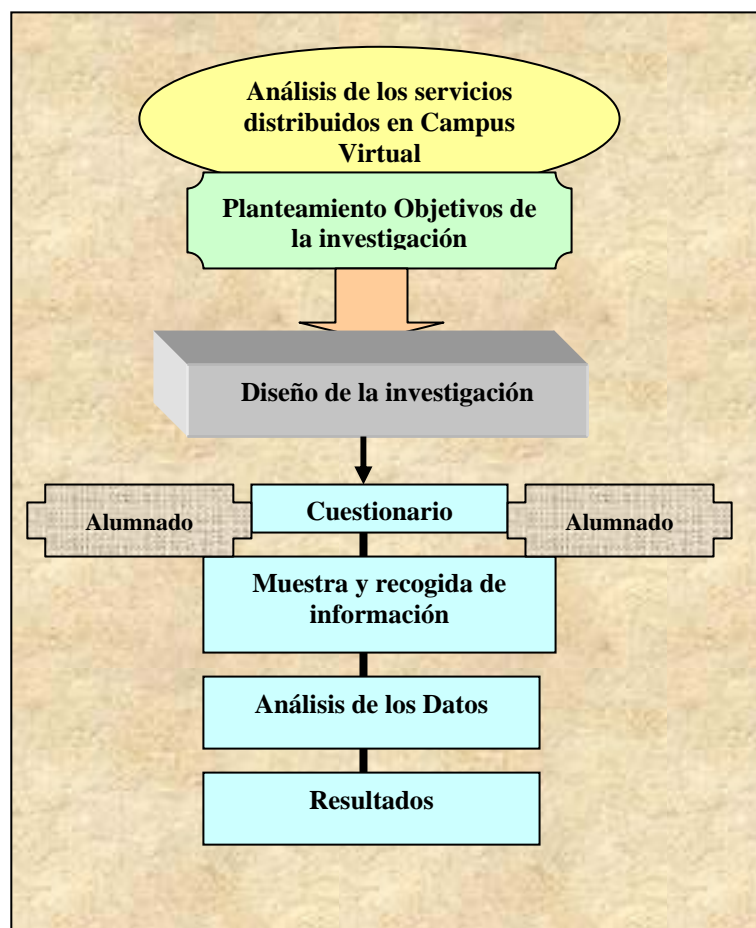 Análisis de los servicios
distribuidos en Campus
Virtual
Planteamiento Objetivos de
la investigación
Diseño de la investigación
Alumnado
Cuestionario
Alumnado
Muestra y recogida de
información
Análisis de los Datos
Resultados